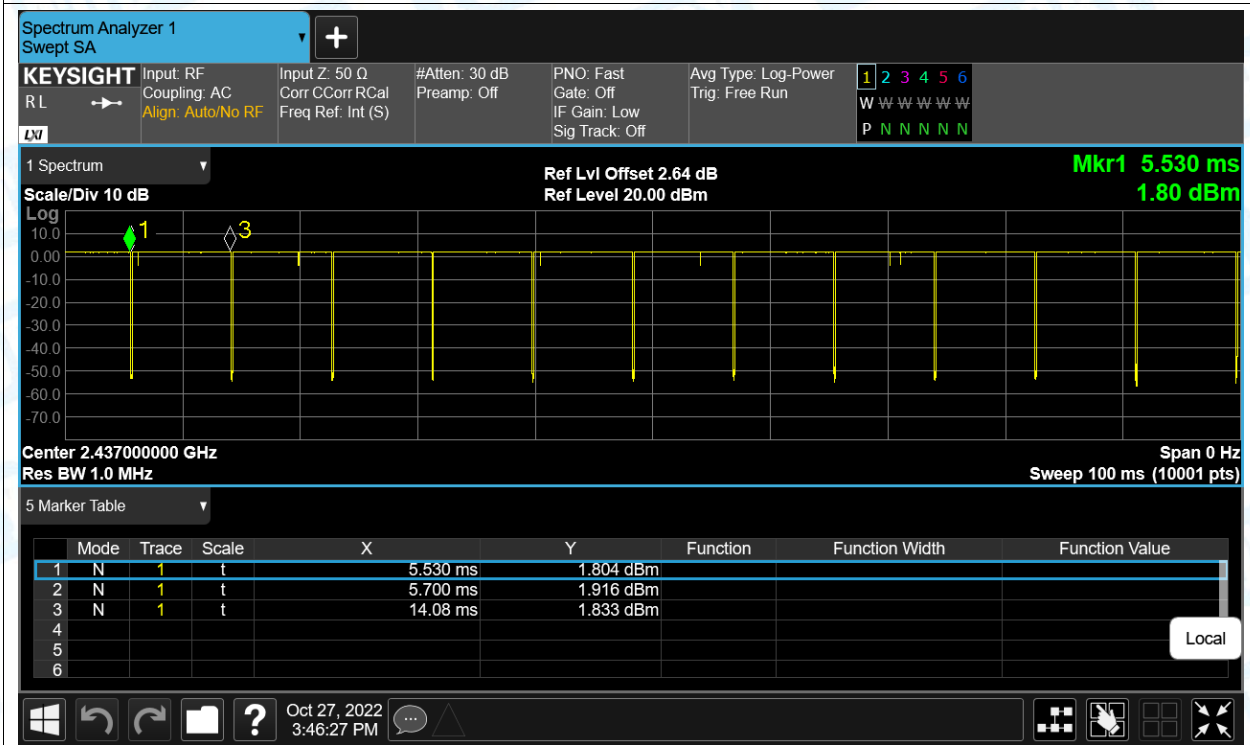 Spectrum Analyzer 1
Swept SA
KEYSIGHT Input: RF Input Z: 50 Ω #Atten: 30 dB PNO: Fast Avg Type: Log-Power 1 2 3 4 5 6
R L Coupling: AC Corr CCorr RCal Preamp: Off Gate: Off Trig: Free Run W W W W W W
Align: Auto/No RF Freq Ref: Int (S) IF Gain: Low P N N N N N
LXI Sig Track: Off
1 Spectrum Ref Lvl Offset 2.64 dB Mkr1 5.530 ms
Scale/Div 10 dB Ref Level 20.00 dBm 1.80 dBm
Log
1 3
10.0
0.00
-10.0
-20.0
-30.0
-40.0
-50.0
-60.0
-70.0
Center 2.437000000 GHz Span 0 Hz
Res BW 1.0 MHz Sweep 100 ms (10001 pts)
5 Marker Table
Mode Trace Scale X Y Function Function Width Function Value
1 N 1 t 5.530 ms 1.804 dBm
2 N 1 t 5.700 ms 1.916 dBm
3 N 1 t 14.08 ms 1.833 dBm
4
5
6
Local
? Oct 27, 2022
3:46:27 PM